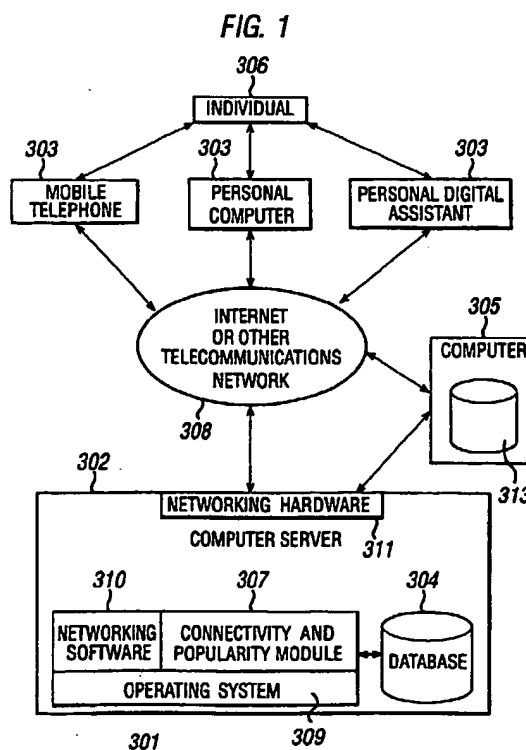 FIG. 1
306
INDIVIDUAL
303
303
303
MOBILE
TELEPHONE
PERSONAL
COMPUTER
PERSONAL DIGITAL
ASSISTANT
INTERNET
OR OTHER
TELECOMMUNICATIONS
NETWORK
308
305
COMPUTER
313
302
NETWORKING HARDWARE
COMPUTER SERVER
311
310
307
304
NETWORKING
SOFTWARE
CONNECTIVITY AND
POPULARITY MODULE
DATABASE
OPERATING SYSTEM
301
309